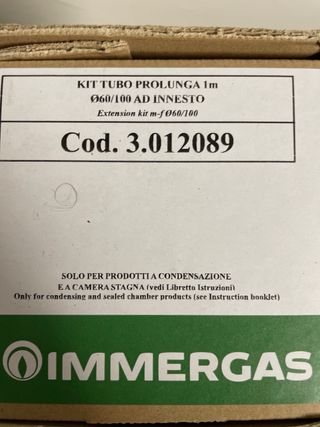 KIT TUBO PROLUNGA 1m
Ø60/100 AD INNESTO
Extension kit m-f Ø60/100
Cod. 3.012089
SOLO PER PRODOTTI A CONDENSAZIONE
E A CAMERA STAGNA (vedi Libretto Istruzioni)
Only for condensing and sealed chamber products (see Instruction booklet)
IMMERGAS